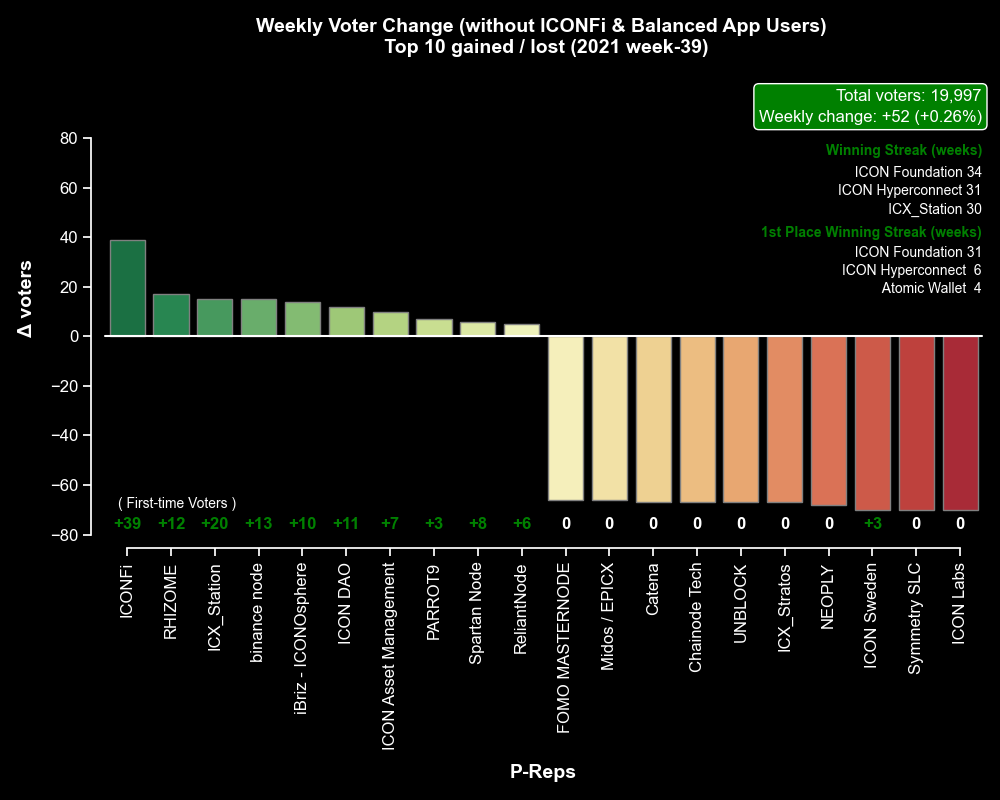 Weekly Voter Change (without ICONFi & Balanced App Users)
Top 10 gained / lost (2021 week-39)
Total voters: 19,997
Weekly change: +52 (+0.26%)
Winning Streak (weeks)
ICON Foundation 34
ICON Hyperconnect 31
ICX_Station 30
1st Place Winning Streak (weeks)
ICON Foundation 31
ICON Hyperconnect 6
Atomic Wallet 4
Δ voters
80
60
40
20
0
−20
−40
−60
−80
( First-time Voters )
+39 +12 +20 +13 +10 +11 +7 +3 +8 +6 0 0 0 0 0 0 0 +3 0 0
ICONFi
RHIZOME
ICX_Station
binance node
iBriz - ICONOsphere
ICON DAO
ICON Asset Management
PARROT9
Spartan Node
ReliantNode
FOMO MASTERNODE
Midos / EPICX
Catena
Chainode Tech
UNBLOCK
ICX_Stratos
NEOPLY
ICON Sweden
Symmetry SLC
ICON Labs
P-Reps